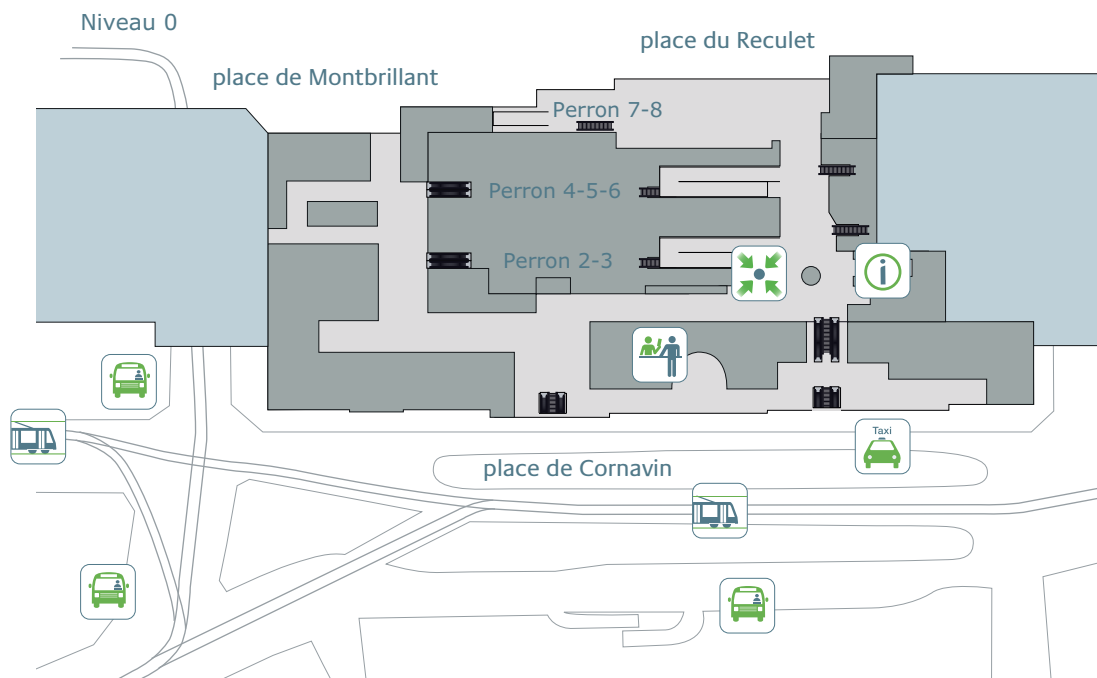 Niveau 0
place du Reculet
place de Montbrillant
Perron 7-8
Perron 4-5-6
Perron 2-3
i
Taxi
place de Cornavin